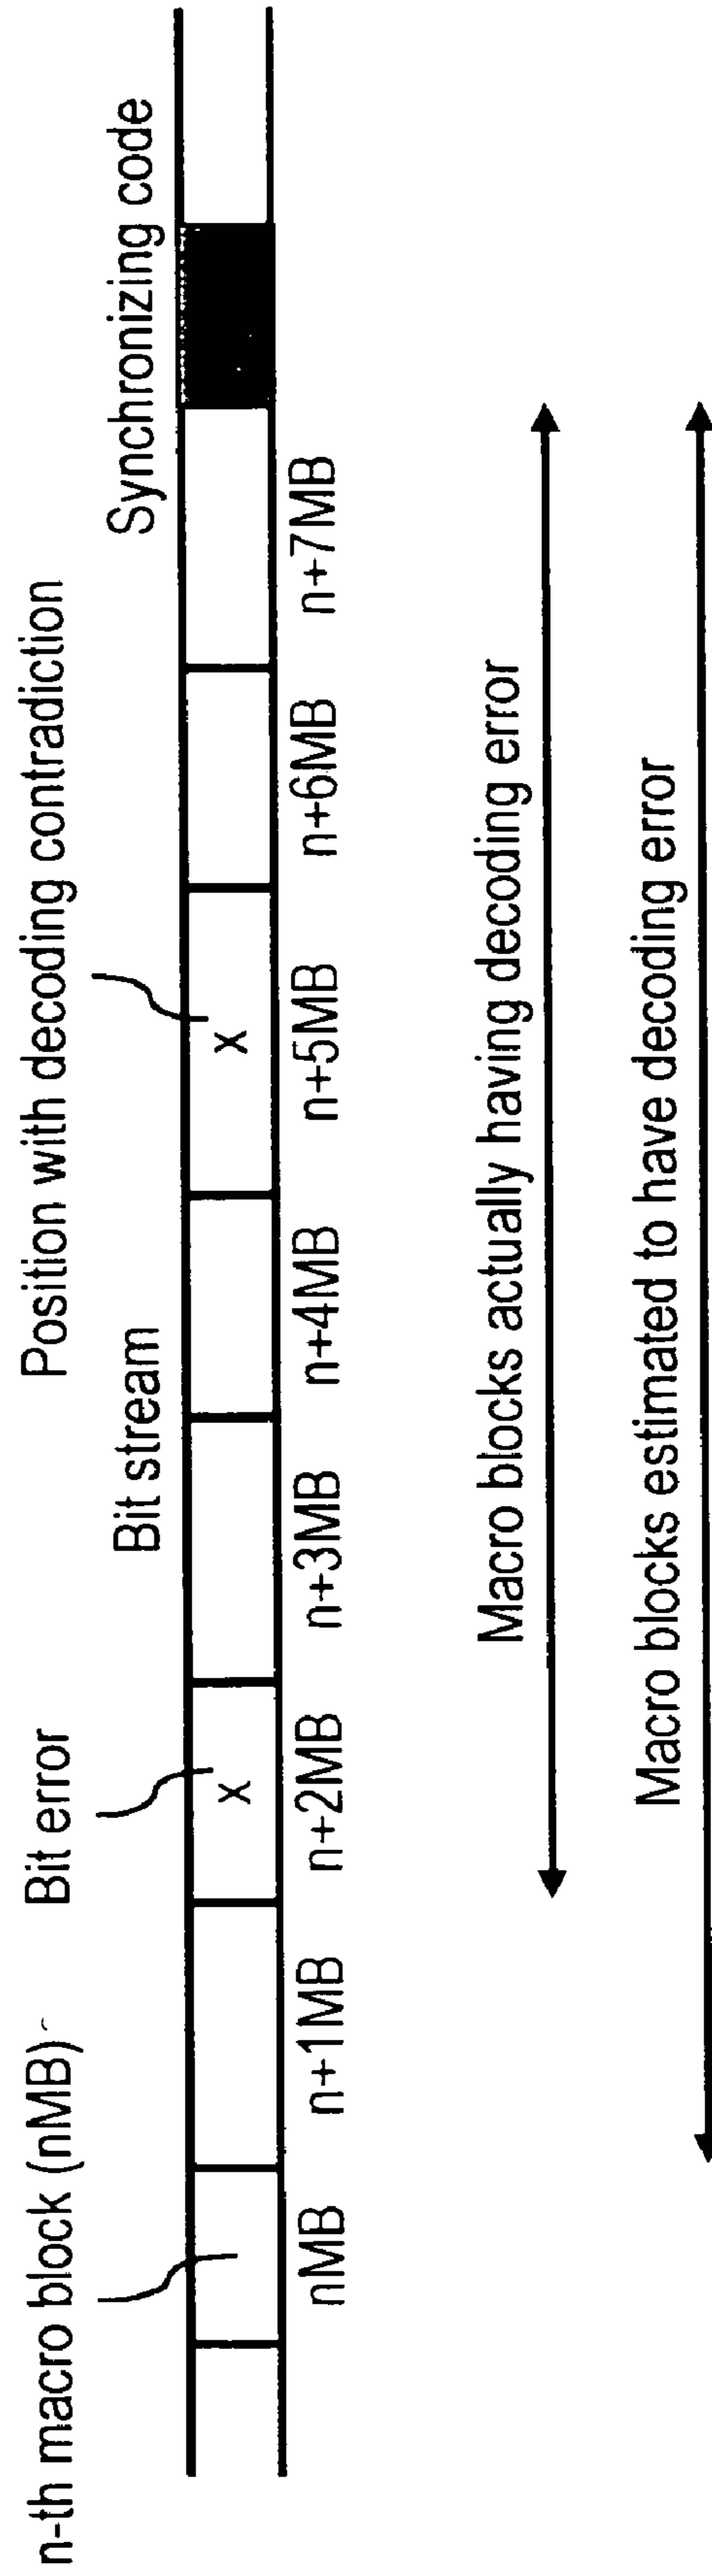 n-th macro block (nMB)
Bit error
Position with decoding contradiction
Bit stream
Synchronizing code
x
x
nMB
n+1MB
n+2MB
n+3MB
n+4MB
n+5MB
n+6MB
n+7MB
Macro blocks actually having decoding error
Macro blocks estimated to have decoding error